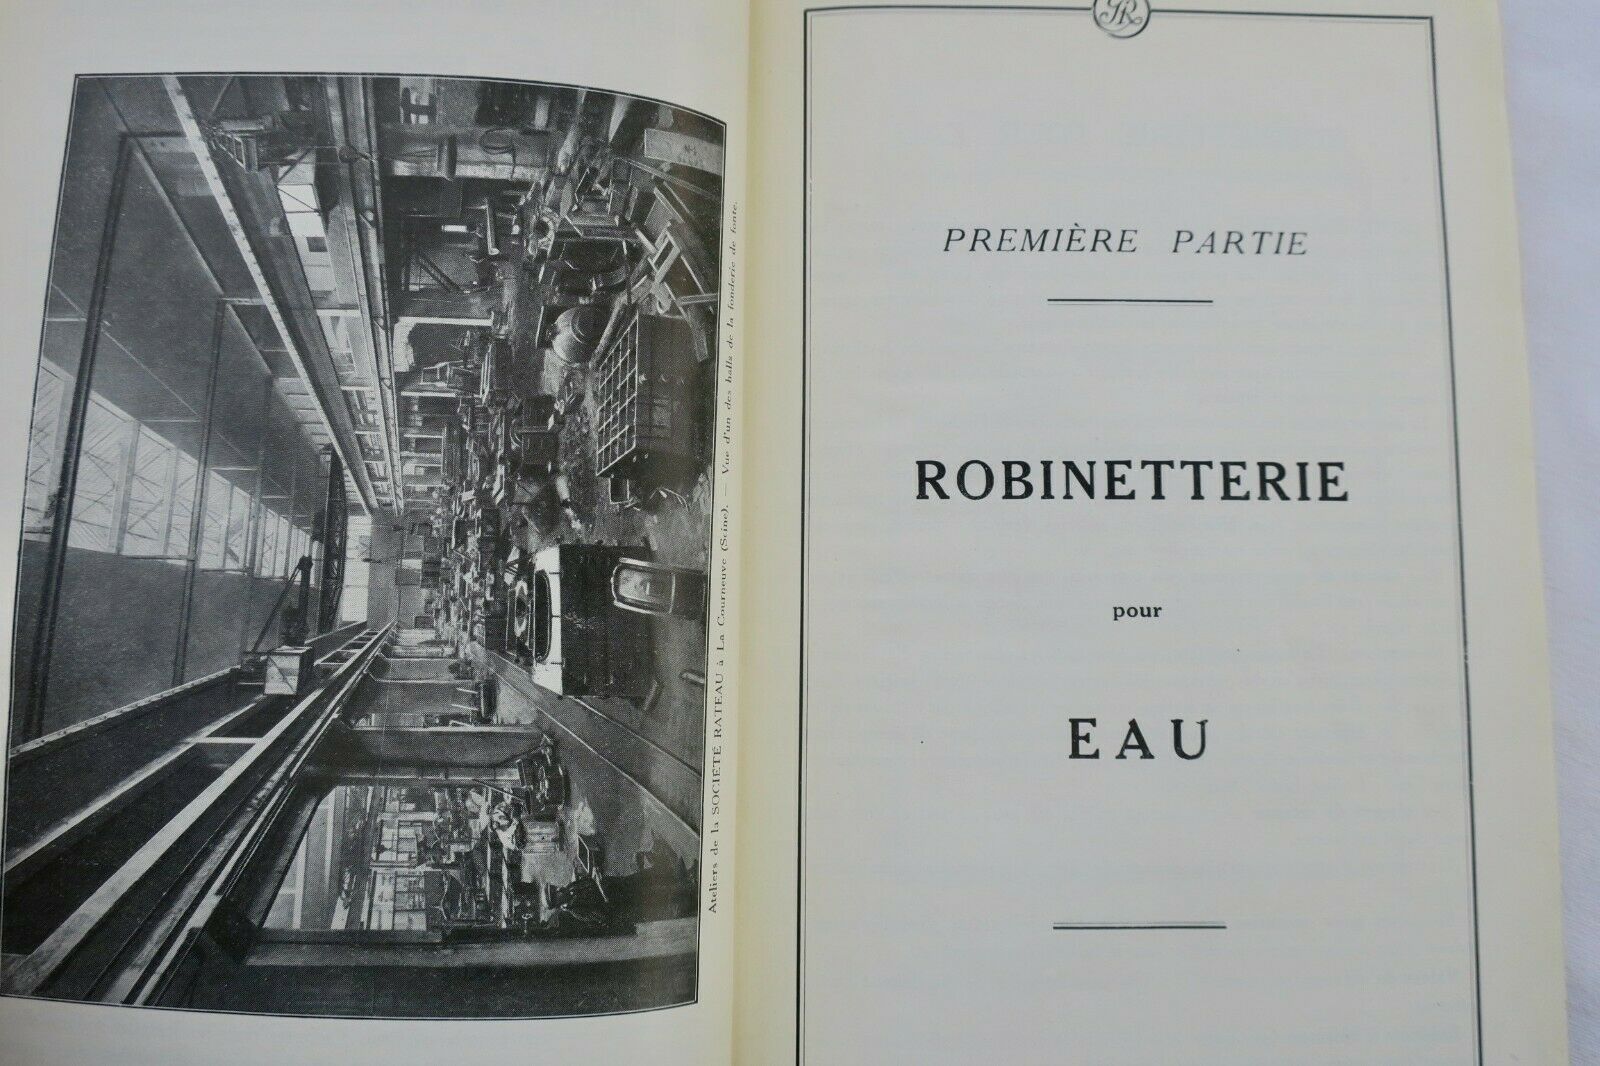 Ateliers de la SOCIÉTÉ RATEAU à La Courneuve (Seine). — Vue d'un des halls de la fonderie de fonte.
SR
PREMIÈRE PARTIE
ROBINETTERIE
pour
EAU